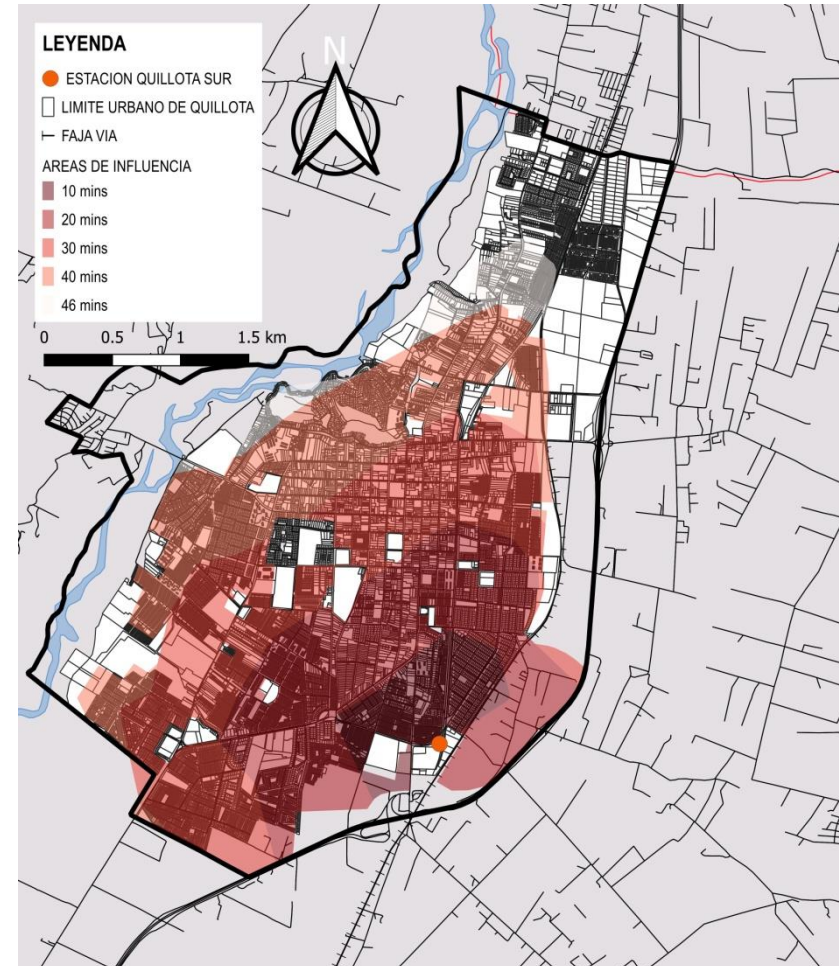 LEYENDA
ESTACION QUILLOTA SUR
LIMITE URBANO DE QUILLOTA
FAJA VIA
AREAS DE INFLUENCIA
10 mins
20 mins
30 mins
40 mins
46 mins
0 0.5 1 1.5 km
N